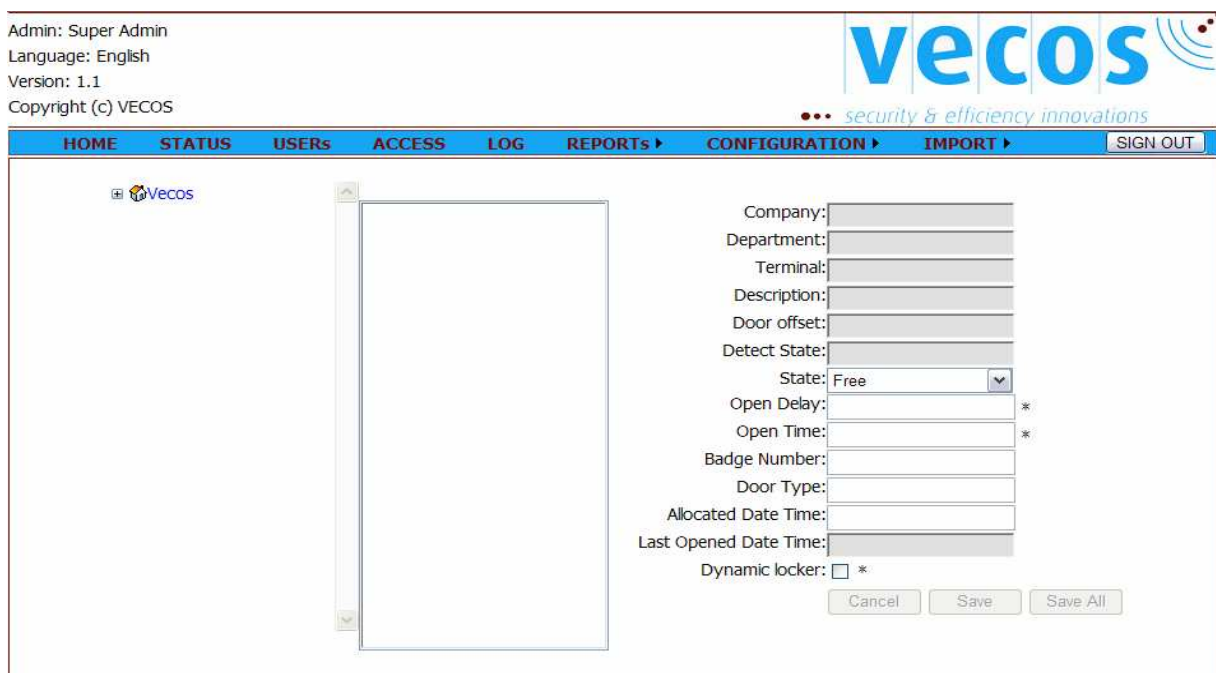 Admin: Super Admin
Language: English
Version: 1.1
Copyright (c) VECOS
vecos
security & efficiency innovations
HOME STATUS USERs ACCESS LOG REPORTs CONFIGURATION IMPORT SIGN OUT
Vecos
Company:
Department:
Terminal:
Description:
Door offset:
Detect State:
State: Free
Open Delay: *
Open Time: *
Badge Number:
Door Type:
Allocated Date Time:
Last Opened Date Time:
Dynamic locker: *
Cancel Save Save All